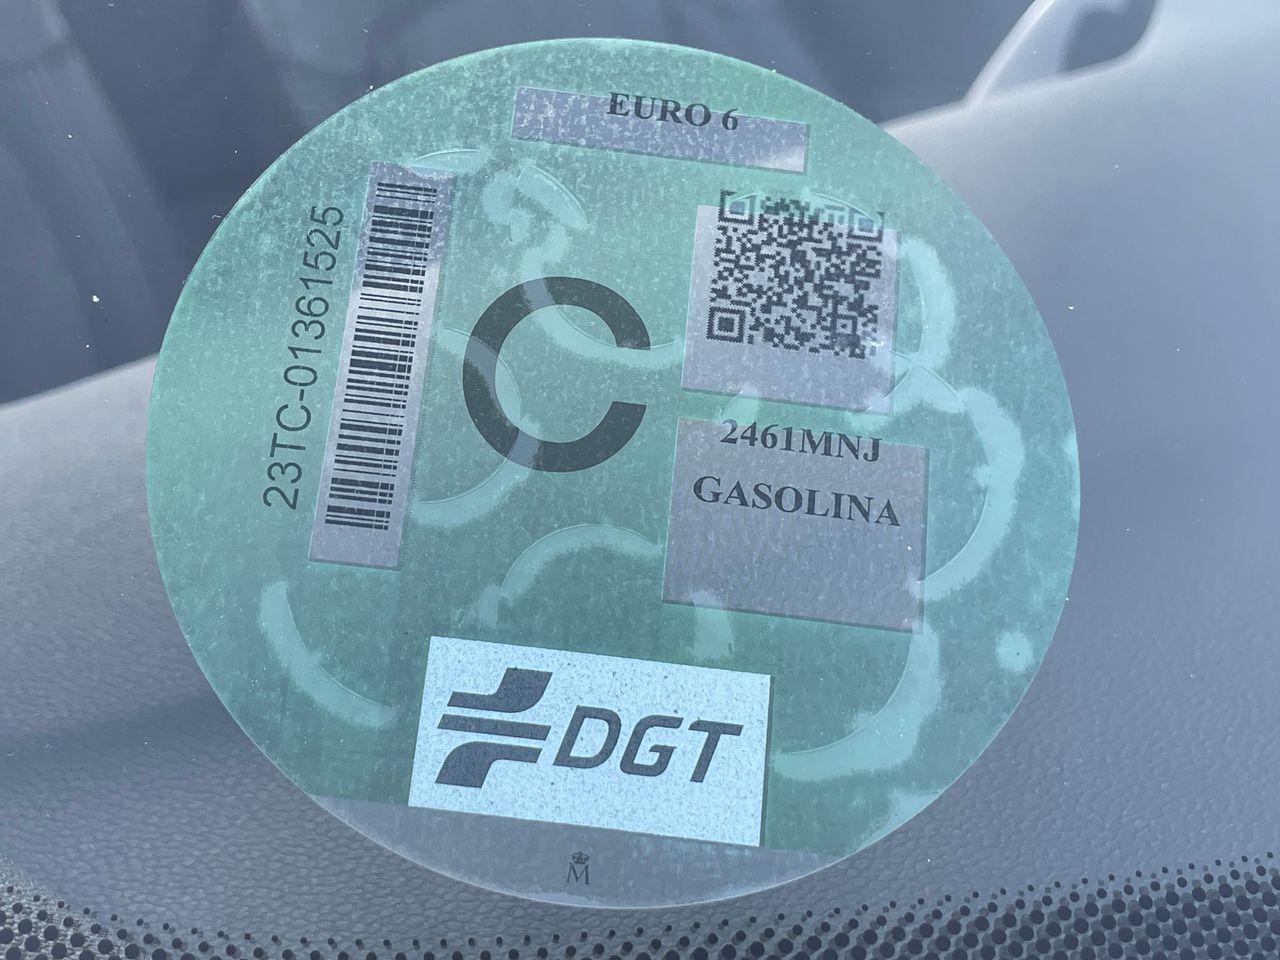 EURO 6
23TC-01361525
C
2461MNJ
GASOLINA
DGT
M